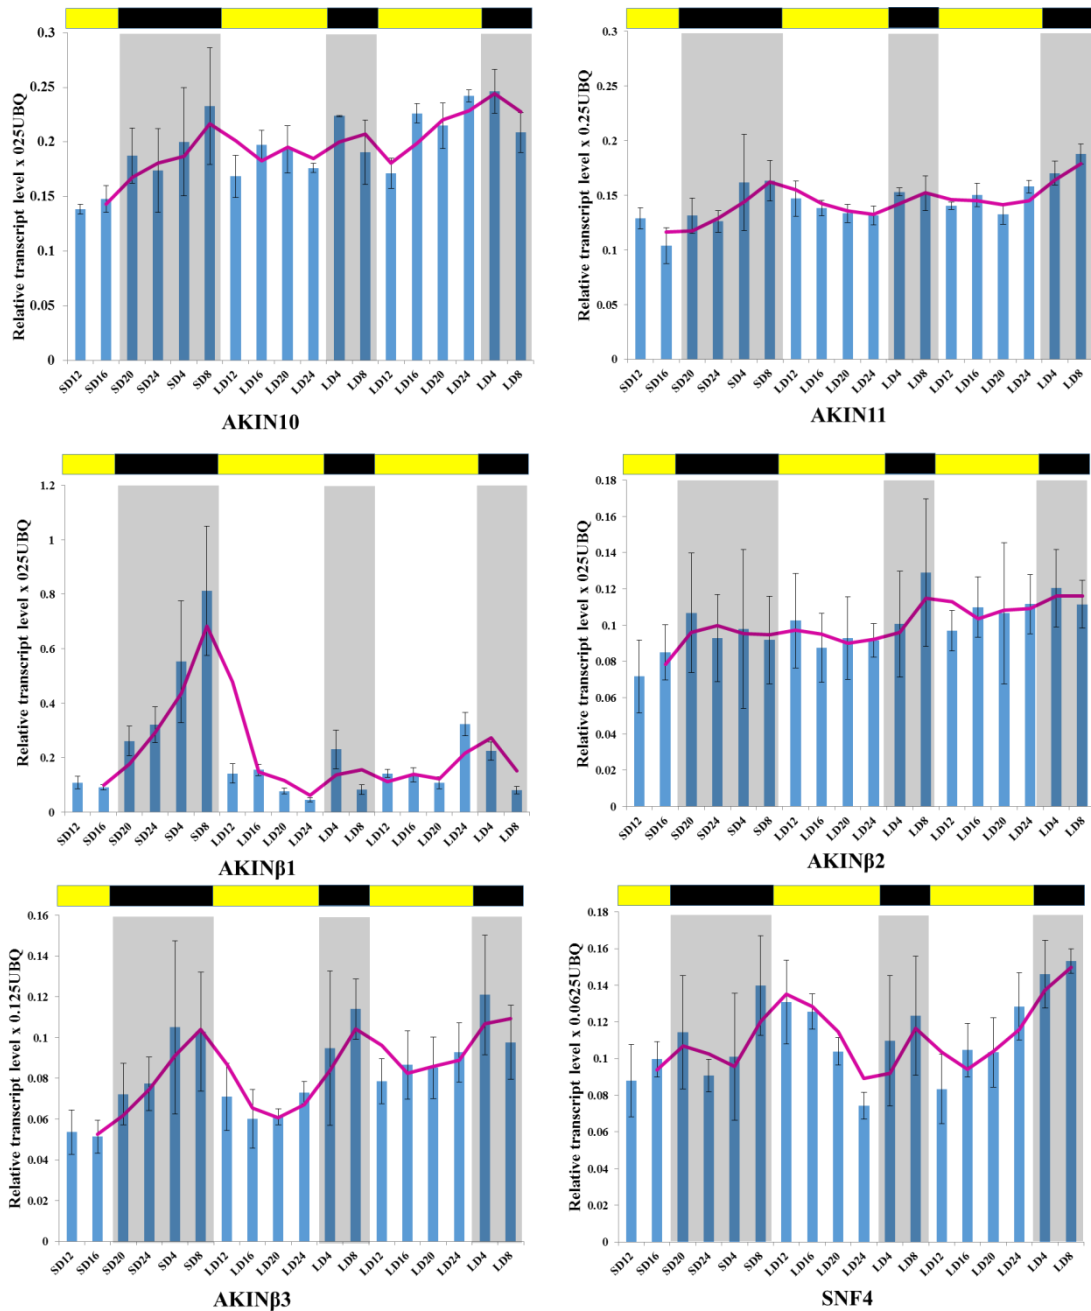 Relative transcript level x 025UBQ
0.3
0.25
0.2
0.15
0.1
0.05
0
SD12 SD16 SD20 SD24 SD4 SD8 LD12 LD16 LD20 LD24 LD4 LD8 LD12 LD16 LD20 LD24 LD4 LD8
AKIN10
Relative transcript level x 0.25UBQ
0.3
0.25
0.2
0.15
0.1
0.05
0
SD12 SD16 SD20 SD24 SD4 SD8 LD12 LD16 LD20 LD24 LD4 LD8 LD12 LD16 LD20 LD24 LD4 LD8
AKIN11
Relative transcript level x 025UBQ
1.2
1
0.8
0.6
0.4
0.2
0
SD12 SD16 SD20 SD24 SD4 SD8 LD12 LD16 LD20 LD24 LD4 LD8 LD12 LD16 LD20 LD24 LD4 LD8
AKINβ1
Relative transcript level x 025UBQ
0.18
0.16
0.14
0.12
0.1
0.08
0.06
0.04
0.02
0
SD12 SD16 SD20 SD24 SD4 SD8 LD12 LD16 LD20 LD24 LD4 LD8 LD12 LD16 LD20 LD24 LD4 LD8
AKINβ2
Relative transcript level x 0.125UBQ
0.16
0.14
0.12
0.1
0.08
0.06
0.04
0.02
0
SD12 SD16 SD20 SD24 SD4 SD8 LD12 LD16 LD20 LD24 LD4 LD8 LD12 LD16 LD20 LD24 LD4 LD8
AKINβ3
Relative transcript level x 0.0625UBQ
0.18
0.16
0.14
0.12
0.1
0.08
0.06
0.04
0.02
0
SD12 SD16 SD20 SD24 SD4 SD8 LD12 LD16 LD20 LD24 LD4 LD8 LD12 LD16 LD20 LD24 LD4 LD8
SNF4